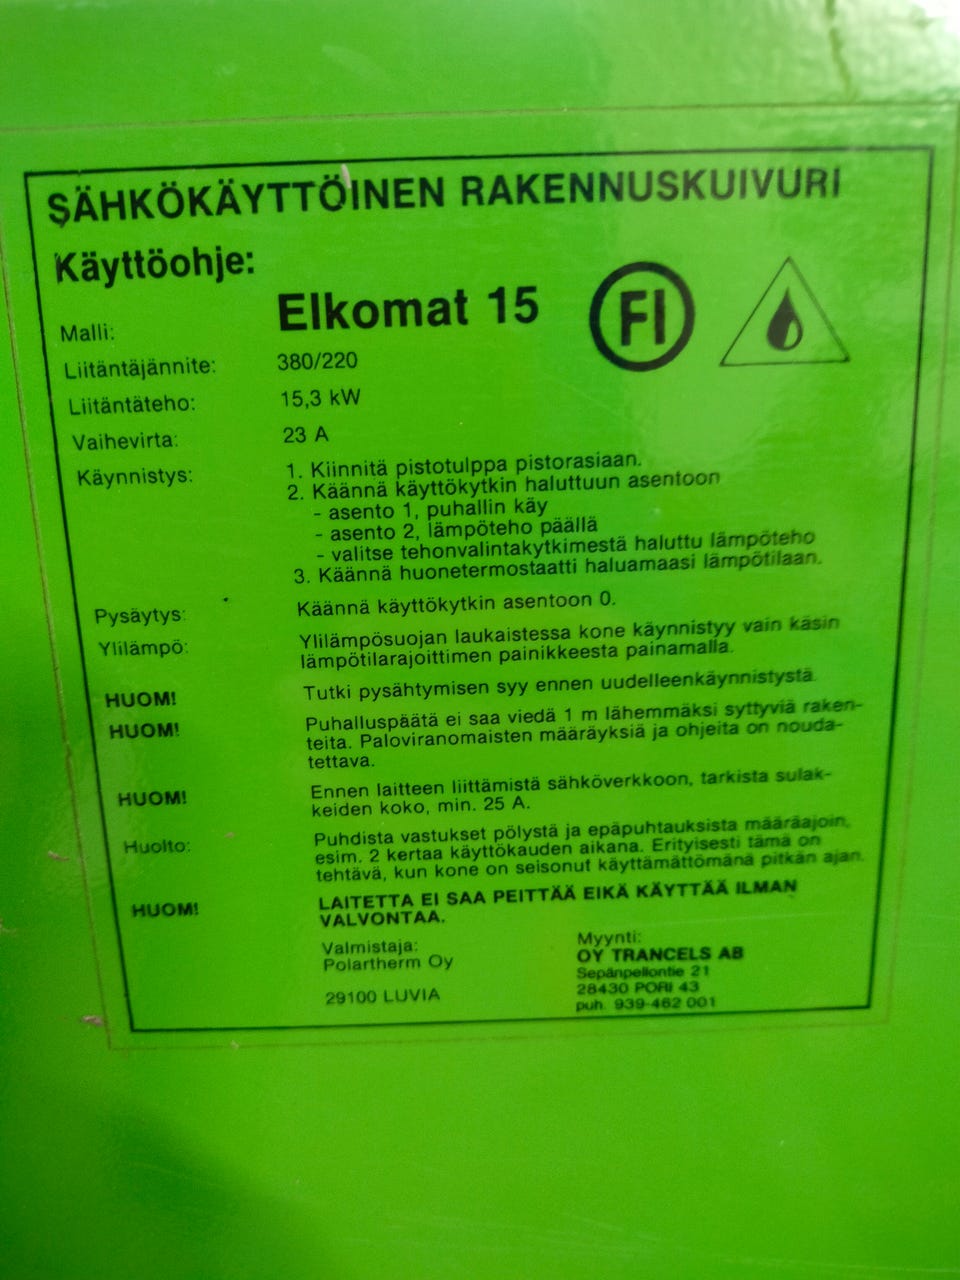 SÄHKÖKÄYTTÖINEN RAKENNUSKUIVURI
Käyttöohje:
Malli: Elkomat 15
FI
Liitäntäjännite: 380/220
Liitäntäteho: 15,3 kW
Vaihevirta: 23 A
Käynnistys: 1. Kiinnitä pistotulppa pistorasiaan.
2. Käännä käyttökytkin haluttuun asentoon
- asento 1, puhallin käy
- asento 2, lämpöteho päällä
- valitse tehonvalintakytkimestä haluttu lämpöteho
3. Käännä huonetermostaatti haluamaasi lämpötilaan.
Pysäytys: Käännä käyttökytkin asentoon 0.
Ylilämpö: Ylilämpösuojan laukaistessa kone käynnistyy vain käsin
lämpötilarajoittimen painikkeesta painamalla.
HUOM! Tutki pysähtymisen syy ennen uudelleenkäynnistystä.
HUOM! Puhalluspäätä ei saa viedä 1 m lähemmäksi syttyviä raken-
teita. Paloviranomaisten määräyksiä ja ohjeita on nouda-
tettava.
HUOM! Ennen laitteen liittämistä sähköverkkoon, tarkista sulak-
keiden koko, min. 25 A.
Huolto: Puhdista vastukset pölystä ja epäpuhtauksista määräajoin,
esim. 2 kertaa käyttökauden aikana. Erityisesti tämä on
tehtävä, kun kone on seisonut käyttämättömänä pitkän ajan.
HUOM! LAITETTA EI SAA PEITTÄÄ EIKÄ KÄYTTÄÄ ILMAN
VALVONTAA.
Valmistaja:
Polartherm Oy
29100 LUVIA
Myynti:
OY TRANCELS AB
Sepänpellontie 21
28430 PORI 43
puh. 939-462 001